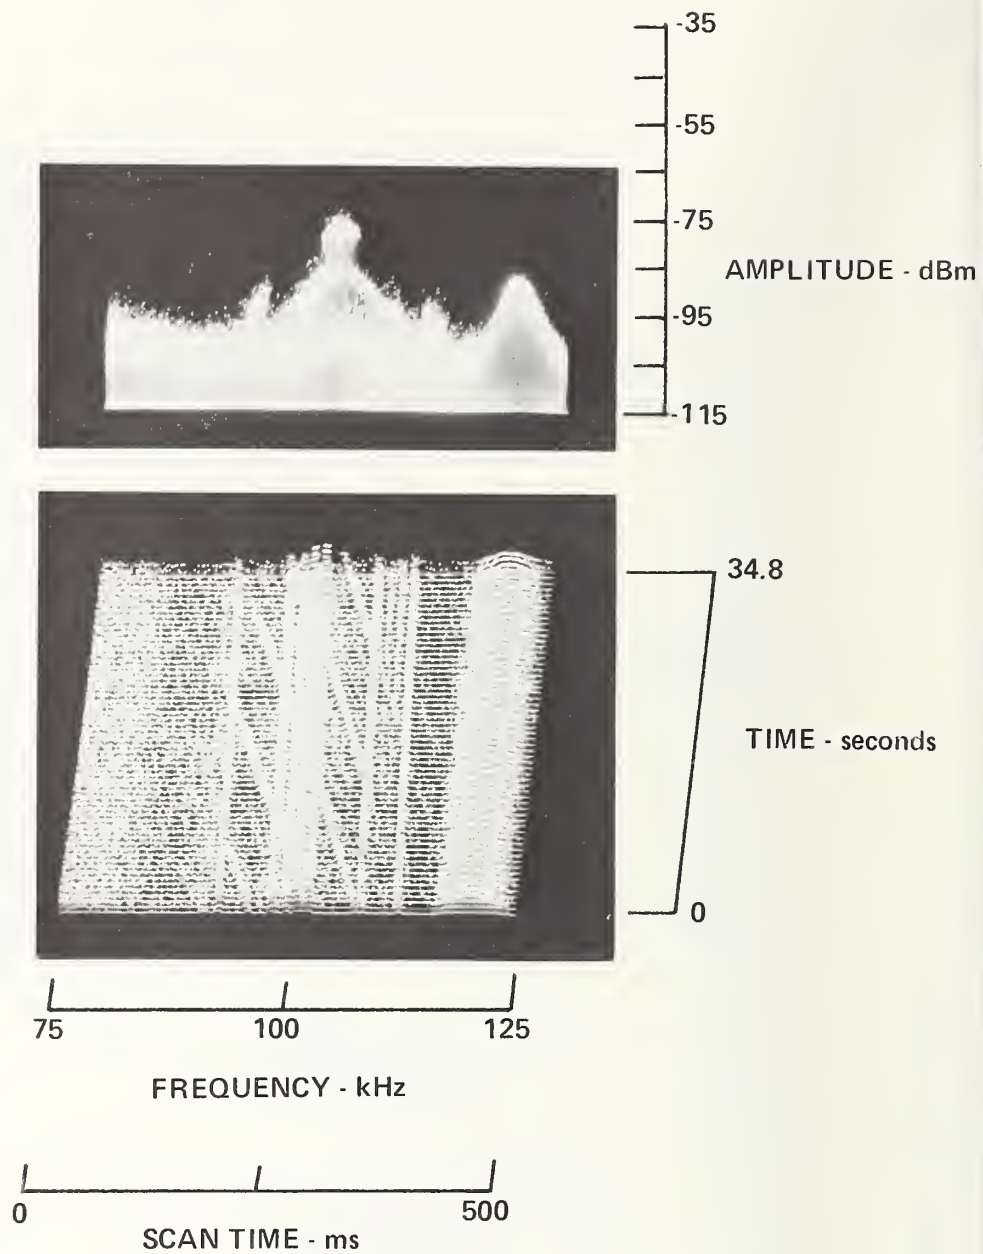 -35
-55
-75
AMPLITUDE - dBm
-95
-115
34.8
TIME - seconds
0
75 100 125
FREQUENCY - kHz
0 500
SCAN TIME - ms